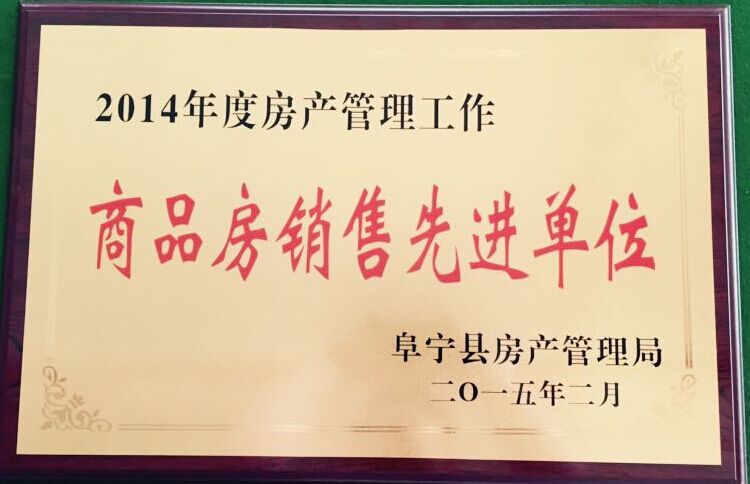 2014年度房产管理工作
商品房销售先进单位
阜宁县房产管理局
二O一五年二月